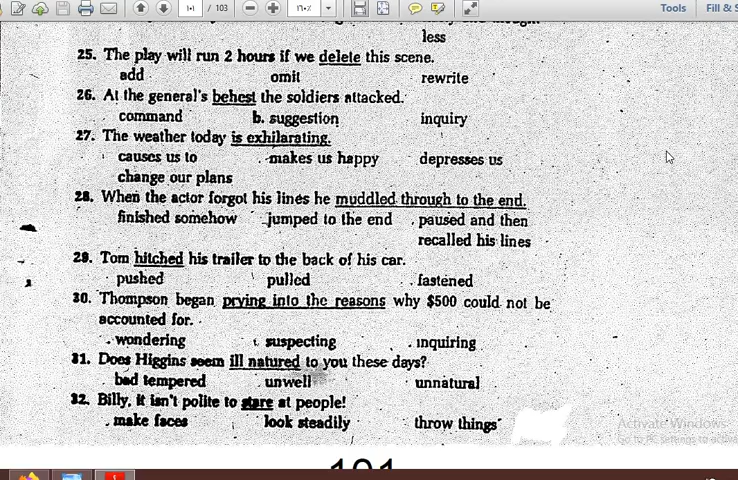 / 103
Tools
Fill & S
less
25. The play will run 2 hours if we delete this scene.
add omit rewrite
26. At the general's behest the soldiers attacked.
command b. suggestion inquiry
27. The weather today is exhilarating.
causes us to makes us happy depresses us
change our plans
28. When the actor forgot his lines he muddled through to the end.
finished somehow jumped to the end paused and then
recalled his lines
29. Tom hitched his trailer to the back of his car.
pushed pulled fastened
30. Thompson began prying into the reasons why $500 could not be
accounted for.
wondering suspecting inquiring
31. Does Higgins seem ill natured to you these days?
bad tempered unwell unnatural
32. Billy, it isn't polite to stare at people!
make faces look steadily throw things
Activate Windows
Go to PC settings to activa
101